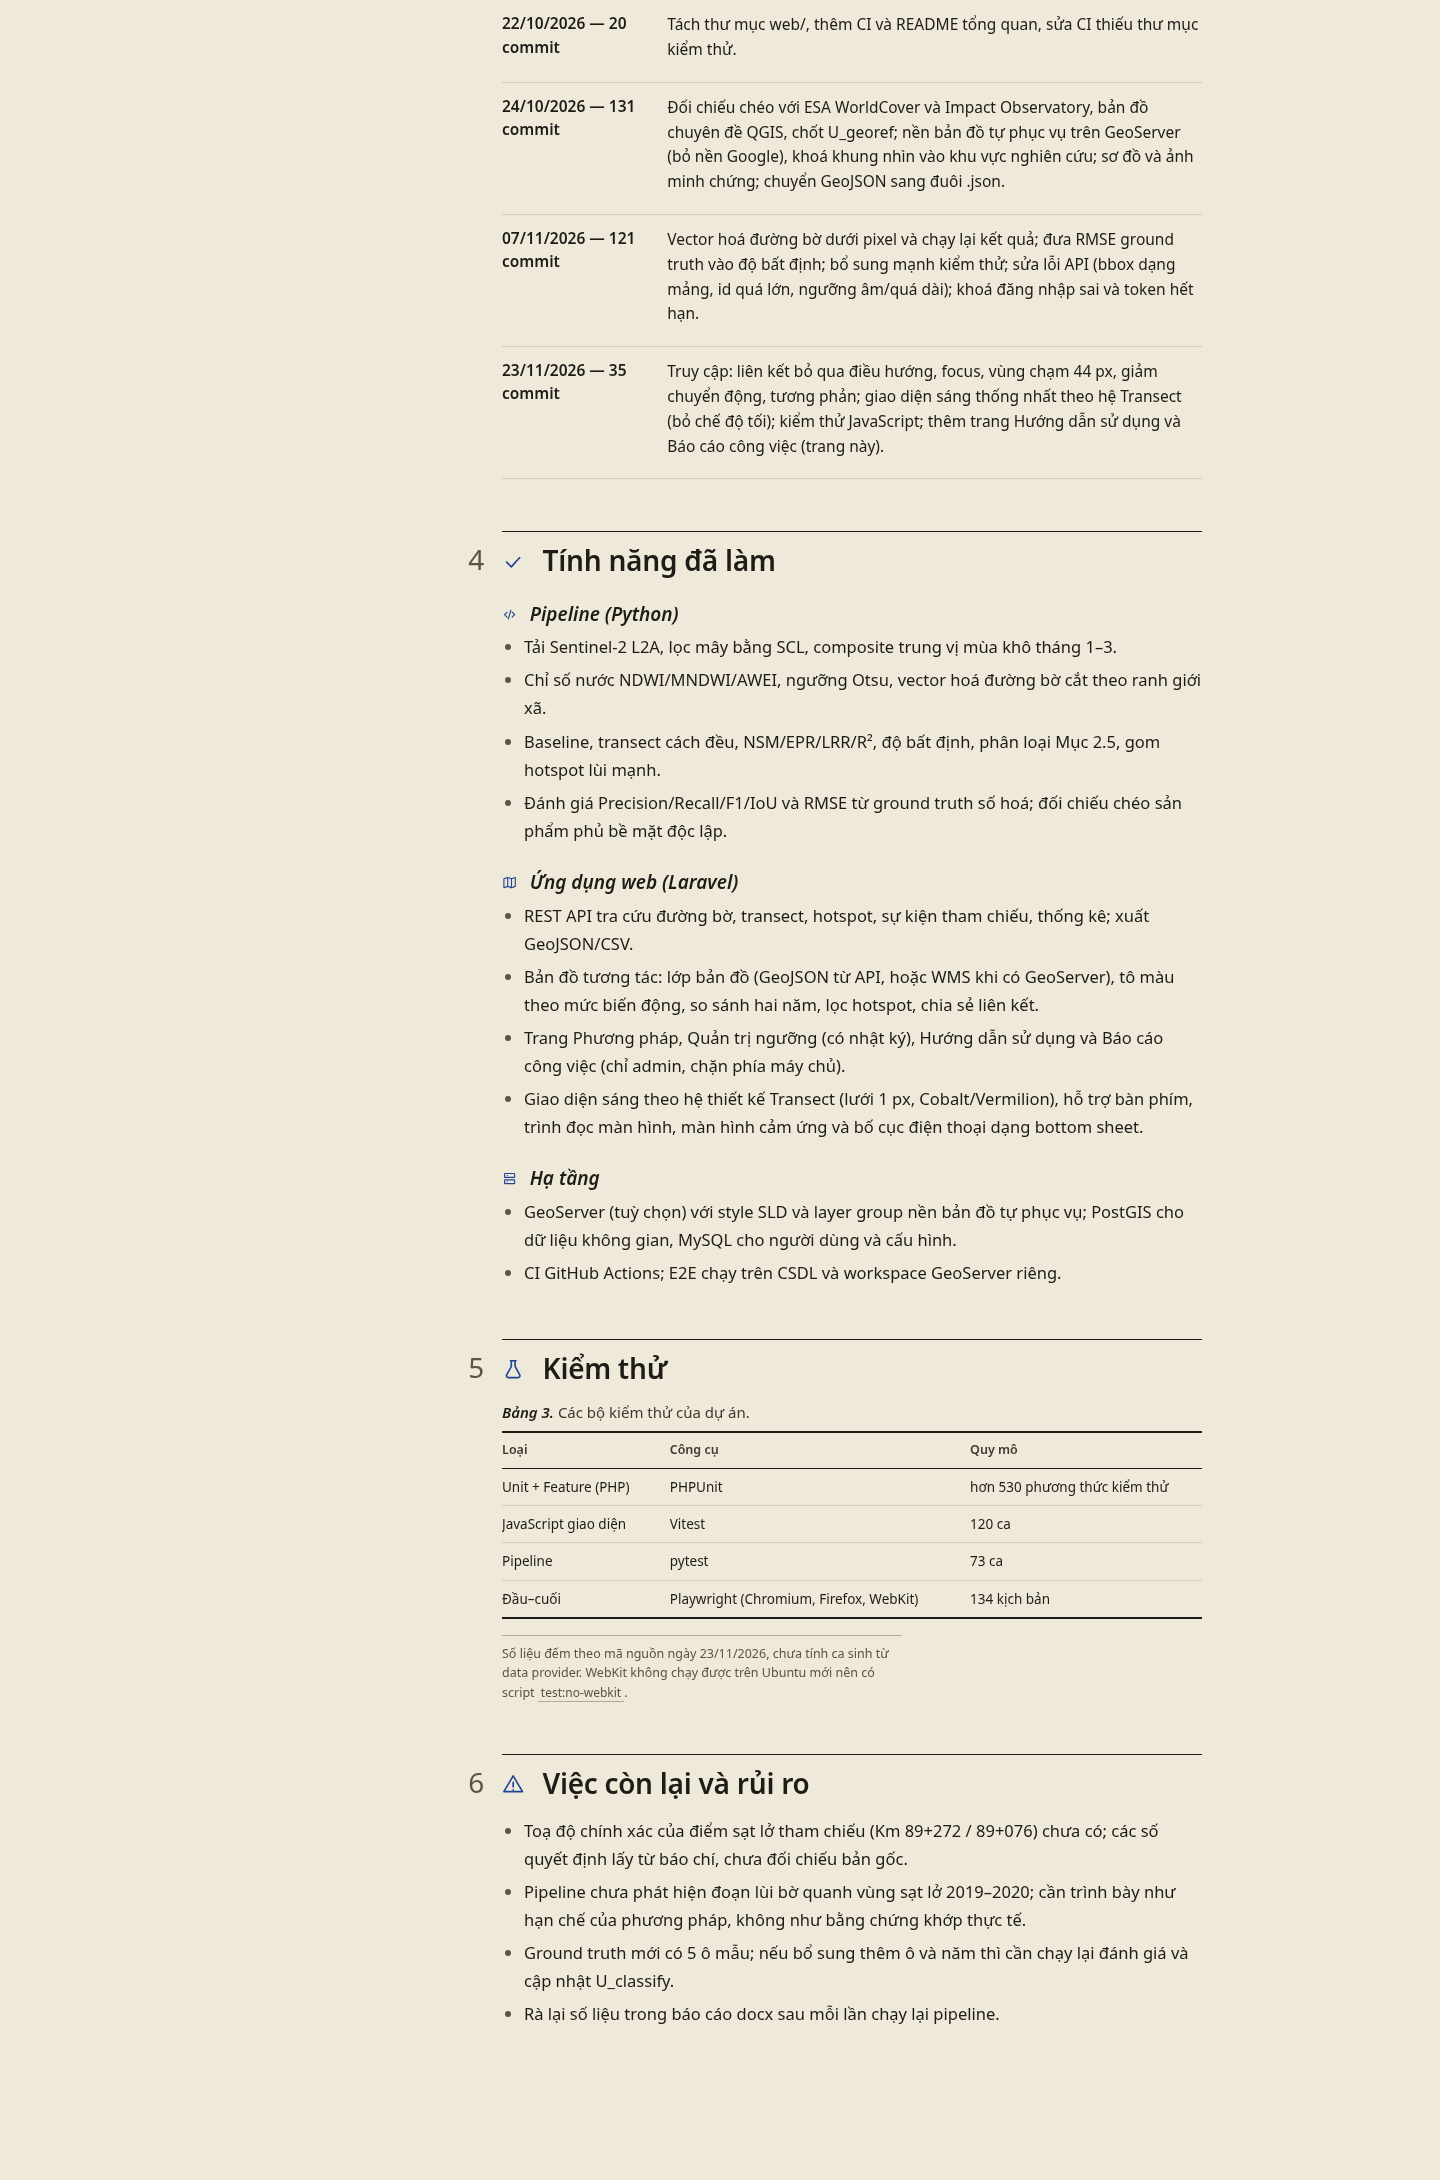 22/10/2026 — 20
commit
Tách thư mục web/, thêm CI và README tổng quan, sửa CI thiếu thư mục
kiểm thử.
24/10/2026 — 131
commit
Đối chiếu chéo với ESA WorldCover và Impact Observatory, bản đồ
chuyên đề QGIS, chốt U_georef; nền bản đồ tự phục vụ trên GeoServer
(bỏ nền Google), khoá khung nhìn vào khu vực nghiên cứu; sơ đồ và ảnh
minh chứng; chuyển GeoJSON sang đuôi .json.
07/11/2026 — 121
commit
Vector hoá đường bờ dưới pixel và chạy lại kết quả; đưa RMSE ground
truth vào độ bất định; bổ sung mạnh kiểm thử; sửa lỗi API (bbox dạng
mảng, id quá lớn, ngưỡng âm/quá dài); khoá đăng nhập sai và token hết
hạn.
23/11/2026 — 35
commit
Truy cập: liên kết bỏ qua điều hướng, focus, vùng chạm 44 px, giảm
chuyển động, tương phản; giao diện sáng thống nhất theo hệ Transect
(bỏ chế độ tối); kiểm thử JavaScript; thêm trang Hướng dẫn sử dụng và
Báo cáo công việc (trang này).
4 Tính năng đã làm
Pipeline (Python)
Tải Sentinel-2 L2A, lọc mây bằng SCL, composite trung vị mùa khô tháng 1–3.
Chỉ số nước NDWI/MNDWI/AWEI, ngưỡng Otsu, vector hoá đường bờ cắt theo ranh giới
xã.
Baseline, transect cách đều, NSM/EPR/LRR/R², độ bất định, phân loại Mục 2.5, gom
hotspot lùi mạnh.
Đánh giá Precision/Recall/F1/IoU và RMSE từ ground truth số hoá; đối chiếu chéo sản
phẩm phủ bề mặt độc lập.
Ứng dụng web (Laravel)
REST API tra cứu đường bờ, transect, hotspot, sự kiện tham chiếu, thống kê; xuất
GeoJSON/CSV.
Bản đồ tương tác: lớp bản đồ (GeoJSON từ API, hoặc WMS khi có GeoServer), tô màu
theo mức biến động, so sánh hai năm, lọc hotspot, chia sẻ liên kết.
Trang Phương pháp, Quản trị ngưỡng (có nhật ký), Hướng dẫn sử dụng và Báo cáo
công việc (chỉ admin, chặn phía máy chủ).
Giao diện sáng theo hệ thiết kế Transect (lưới 1 px, Cobalt/Vermilion), hỗ trợ bàn phím,
trình đọc màn hình, màn hình cảm ứng và bố cục điện thoại dạng bottom sheet.
Hạ tầng
GeoServer (tuỳ chọn) với style SLD và layer group nền bản đồ tự phục vụ; PostGIS cho
dữ liệu không gian, MySQL cho người dùng và cấu hình.
CI GitHub Actions; E2E chạy trên CSDL và workspace GeoServer riêng.
5 Kiểm thử
Bảng 3. Các bộ kiểm thử của dự án.
Loại Công cụ Quy mô
Unit + Feature (PHP) PHPUnit hơn 530 phương thức kiểm thử
JavaScript giao diện Vitest 120 ca
Pipeline pytest 73 ca
Đầu–cuối Playwright (Chromium, Firefox, WebKit) 134 kịch bản
Số liệu đếm theo mã nguồn ngày 23/11/2026, chưa tính ca sinh từ
data provider. WebKit không chạy được trên Ubuntu mới nên có
script test:no-webkit.
6 Việc còn lại và rủi ro
Toạ độ chính xác của điểm sạt lở tham chiếu (Km 89+272 / 89+076) chưa có; các số
quyết định lấy từ báo chí, chưa đối chiếu bản gốc.
Pipeline chưa phát hiện đoạn lùi bờ quanh vùng sạt lở 2019–2020; cần trình bày như
hạn chế của phương pháp, không như bằng chứng khớp thực tế.
Ground truth mới có 5 ô mẫu; nếu bổ sung thêm ô và năm thì cần chạy lại đánh giá và
cập nhật U_classify.
Rà lại số liệu trong báo cáo docx sau mỗi lần chạy lại pipeline.